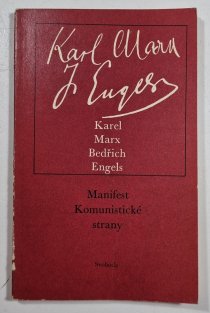 Karl Marx
F Engels
Karel
Marx
Bedřich
Engels
Manifest
Komunistické
strany
Svoboda